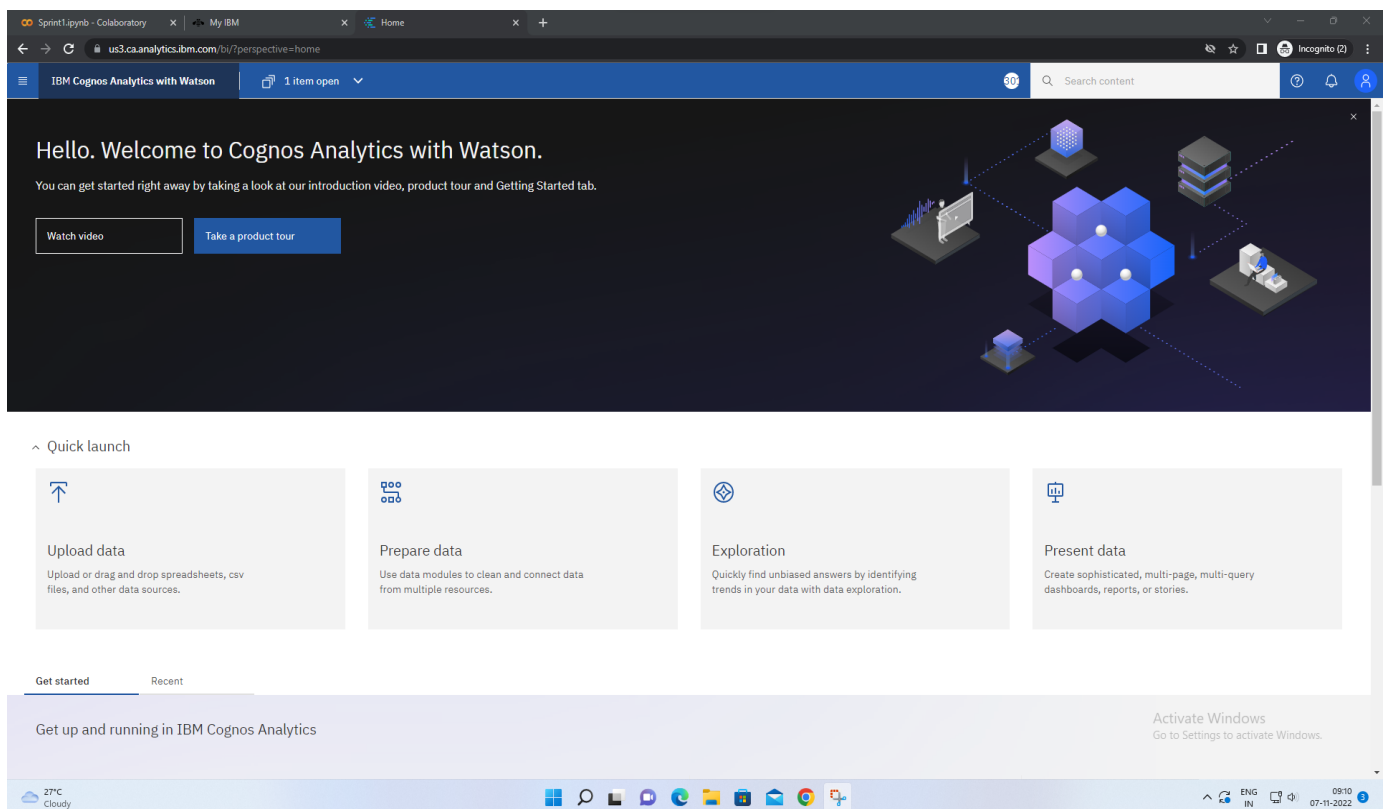 Sprint1.ipynb - Colaboratory
My IBM
Home
us3.ca.analytics.ibm.com/bi/?perspective=home
Incognito (2)
IBM Cognos Analytics with Watson
1 item open
Search content
Hello. Welcome to Cognos Analytics with Watson.
You can get started right away by taking a look at our introduction video, product tour and Getting Started tab.
Watch video
Take a product tour
Quick launch
Upload data
Upload or drag and drop spreadsheets, csv
files, and other data sources.
Prepare data
Use data modules to clean and connect data
from multiple resources.
Exploration
Quickly find unbiased answers by identifying
trends in your data with data exploration.
Present data
Create sophisticated, multi-page, multi-query
dashboards, reports, or stories.
Get started
Recent
Get up and running in IBM Cognos Analytics
Activate Windows
Go to Settings to activate Windows.
27°C
Cloudy
ENG
IN
09:10
07-11-2022
3